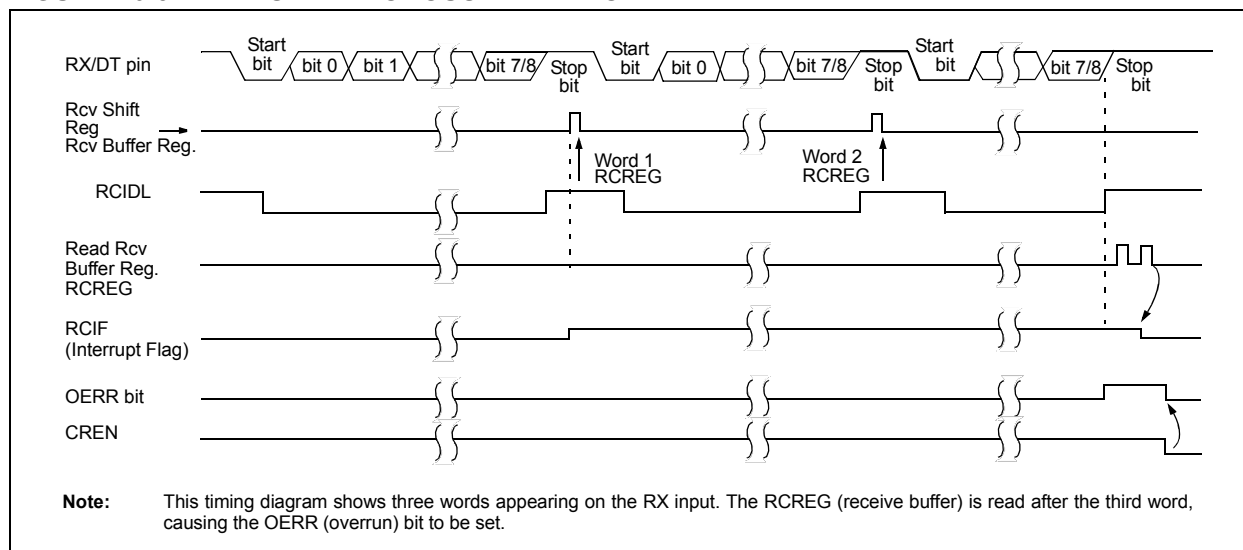 Start bit
bit 0
bit 1
bit 7/8
Stop bit
Start bit
bit 0
bit 7/8
Stop bit
Start bit
bit 7/8
Stop bit
RX/DT pin
Rcv Shift
Reg
Rcv Buffer Reg.
Word 1
RCREG
Word 2
RCREG
RCIDL
Read Rcv
Buffer Reg.
RCREG
RCIF
(Interrupt Flag)
OERR bit
CREN
Note: This timing diagram shows three words appearing on the RX input. The RCREG (receive buffer) is read after the third word,
causing the OERR (overrun) bit to be set.